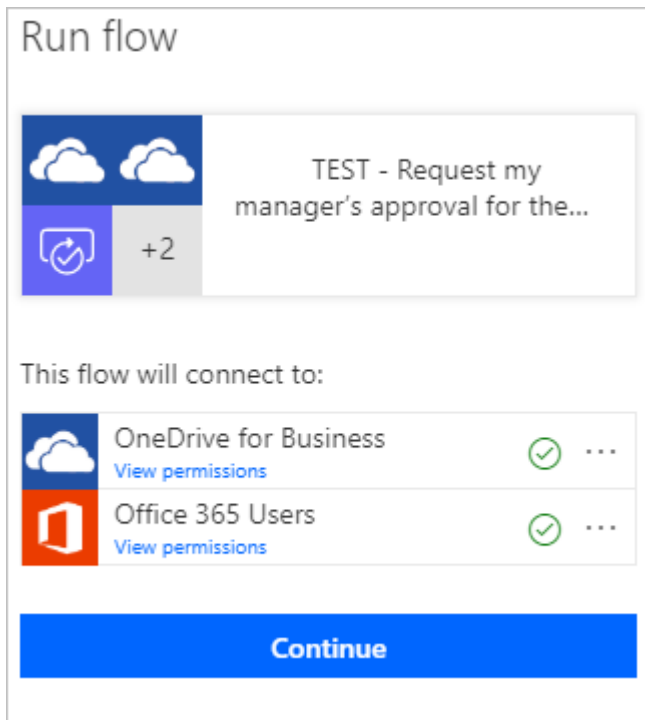 Run flow
TEST - Request my
manager's approval for the...
+2
This flow will connect to:
OneDrive for Business
View permissions
Office 365 Users
View permissions
Continue